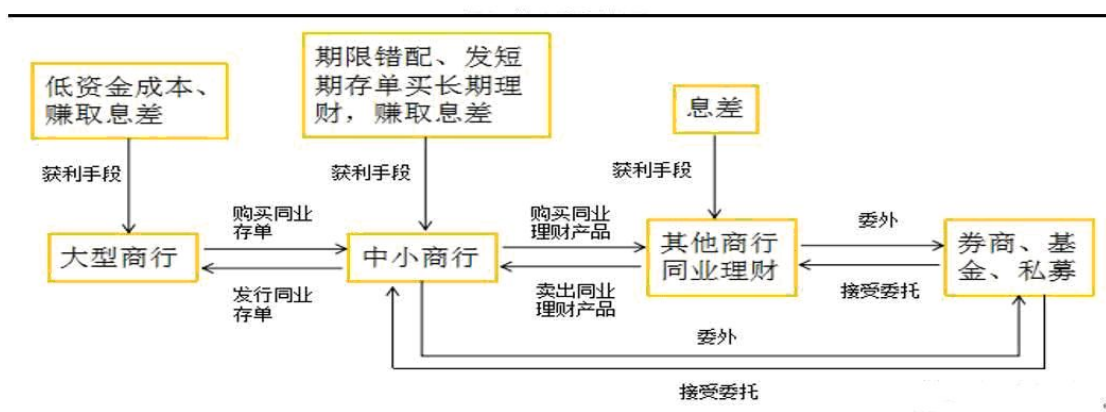 低资金成本、
赚取息差
期限错配、发短
期存单买长期理
财，赚取息差
息差
获利手段
获利手段
获利手段
大型商行
购买同业
存单
发行同业
存单
中小商行
购买同业
理财产品
卖出同业
理财产品
其他商行
同业理财
委外
接受委托
券商、基
金、私募
委外
接受委托